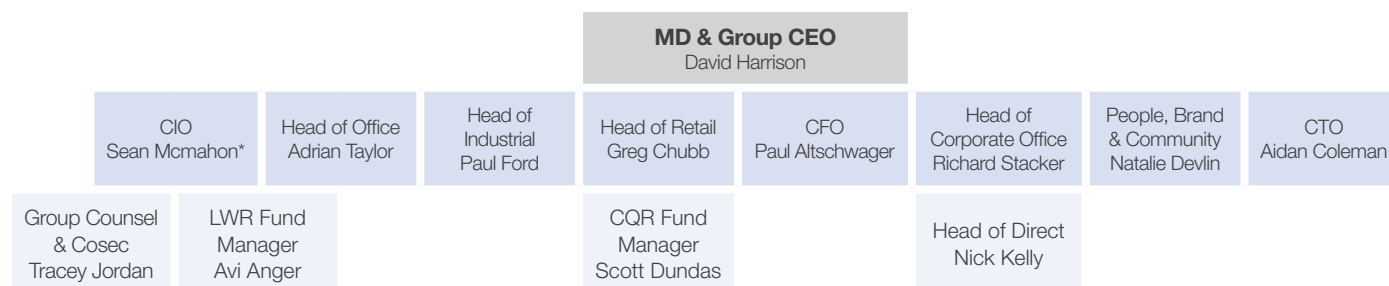 MD & Group CEO
David Harrison
CIO
Sean Mcmahon*
Head of Office
Adrian Taylor
Head of
Industrial
Paul Ford
Head of Retail
Greg Chubb
CFO
Paul Altschwager
Head of
Corporate Office
Richard Stacker
People, Brand
& Community
Natalie Devlin
CTO
Aidan Coleman
Group Counsel
& Cosec
Tracey Jordan
LWR Fund
Manager
Avi Anger
CQR Fund
Manager
Scott Dundas
Head of Direct
Nick Kelly